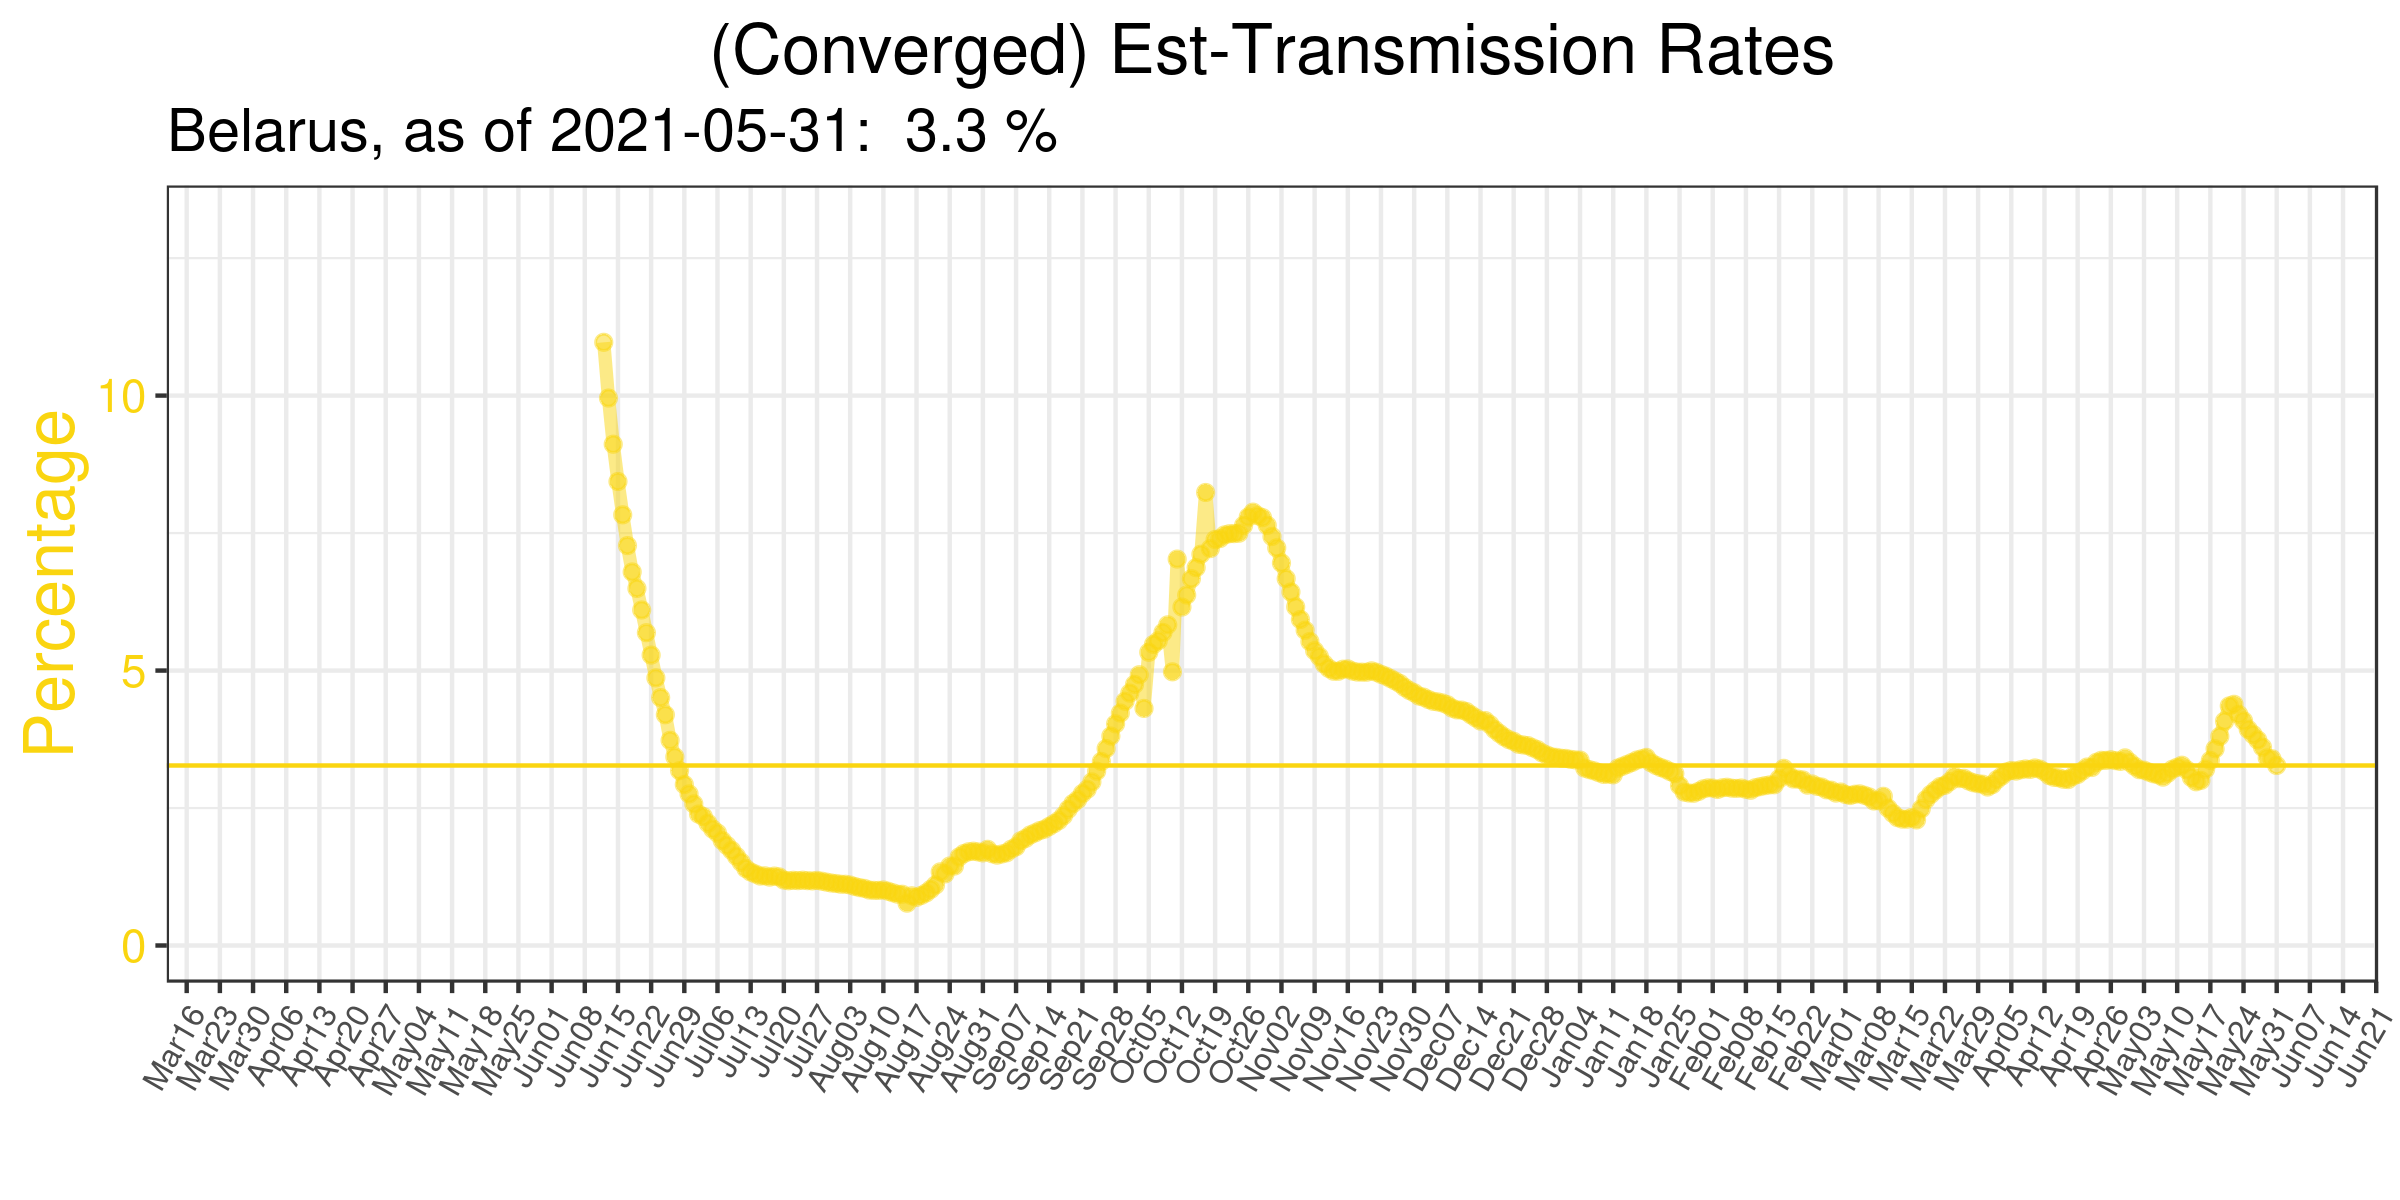 (Converged) Est-Transmission Rates
Belarus, as of 2021-05-31:  3.3 %
Percentage
10
5
0
Mar16
Mar23
Mar30
Apr06
Apr13
Apr20
Apr27
May04
May11
May18
May25
Jun01
Jun08
Jun15
Jun22
Jun29
Jul06
Jul13
Jul20
Jul27
Aug03
Aug10
Aug17
Aug24
Aug31
Sep07
Sep14
Sep21
Sep28
Oct05
Oct12
Oct19
Oct26
Nov02
Nov09
Nov16
Nov23
Nov30
Dec07
Dec14
Dec21
Dec28
Jan04
Jan11
Jan18
Jan25
Feb01
Feb08
Feb15
Feb22
Mar01
Mar08
Mar15
Mar22
Mar29
Apr05
Apr12
Apr19
Apr26
May03
May10
May17
May24
May31
Jun07
Jun14
Jun21